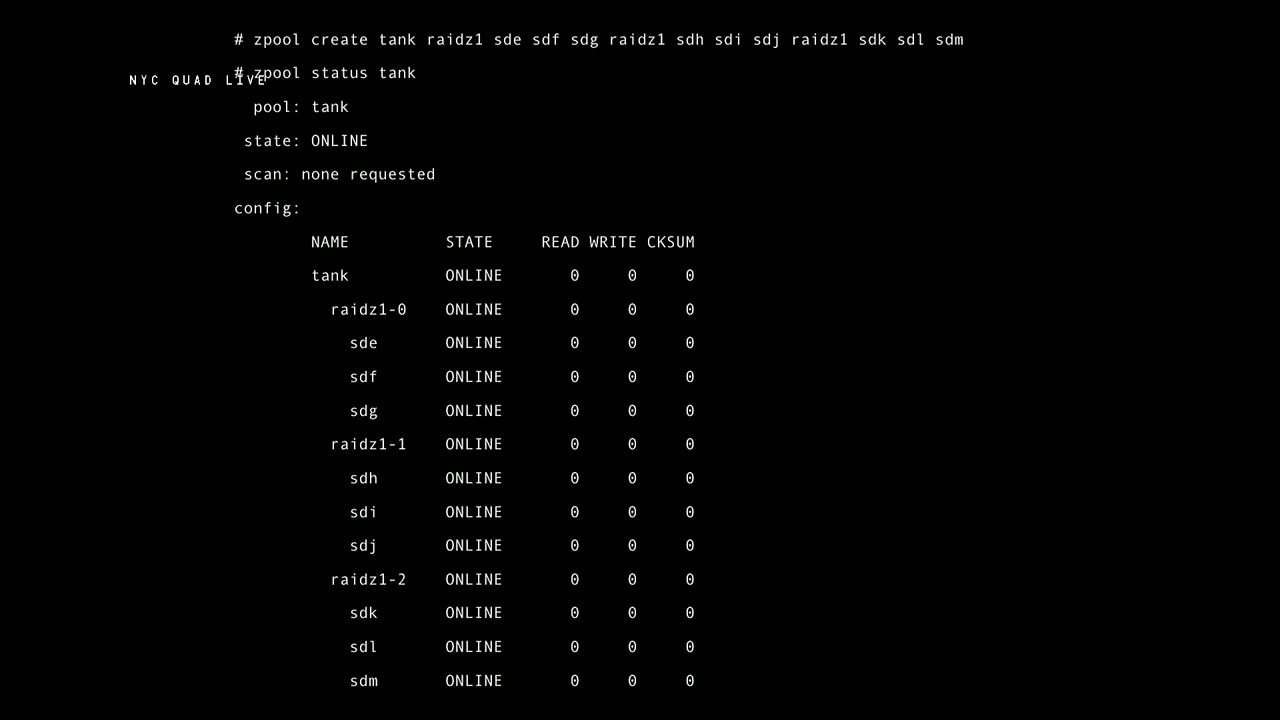 # zpool create tank raidz1 sde sdf sdg raidz1 sdh sdi sdj raidz1 sdk sdl sdm
# zpool status tank
NYC QUAD LIVE
pool: tank
state: ONLINE
scan: none requested
config:
NAME STATE READ WRITE CKSUM
tank ONLINE 0 0 0
raidz1-0 ONLINE 0 0 0
sde ONLINE 0 0 0
sdf ONLINE 0 0 0
sdg ONLINE 0 0 0
raidz1-1 ONLINE 0 0 0
sdh ONLINE 0 0 0
sdi ONLINE 0 0 0
sdj ONLINE 0 0 0
raidz1-2 ONLINE 0 0 0
sdk ONLINE 0 0 0
sdl ONLINE 0 0 0
sdm ONLINE 0 0 0